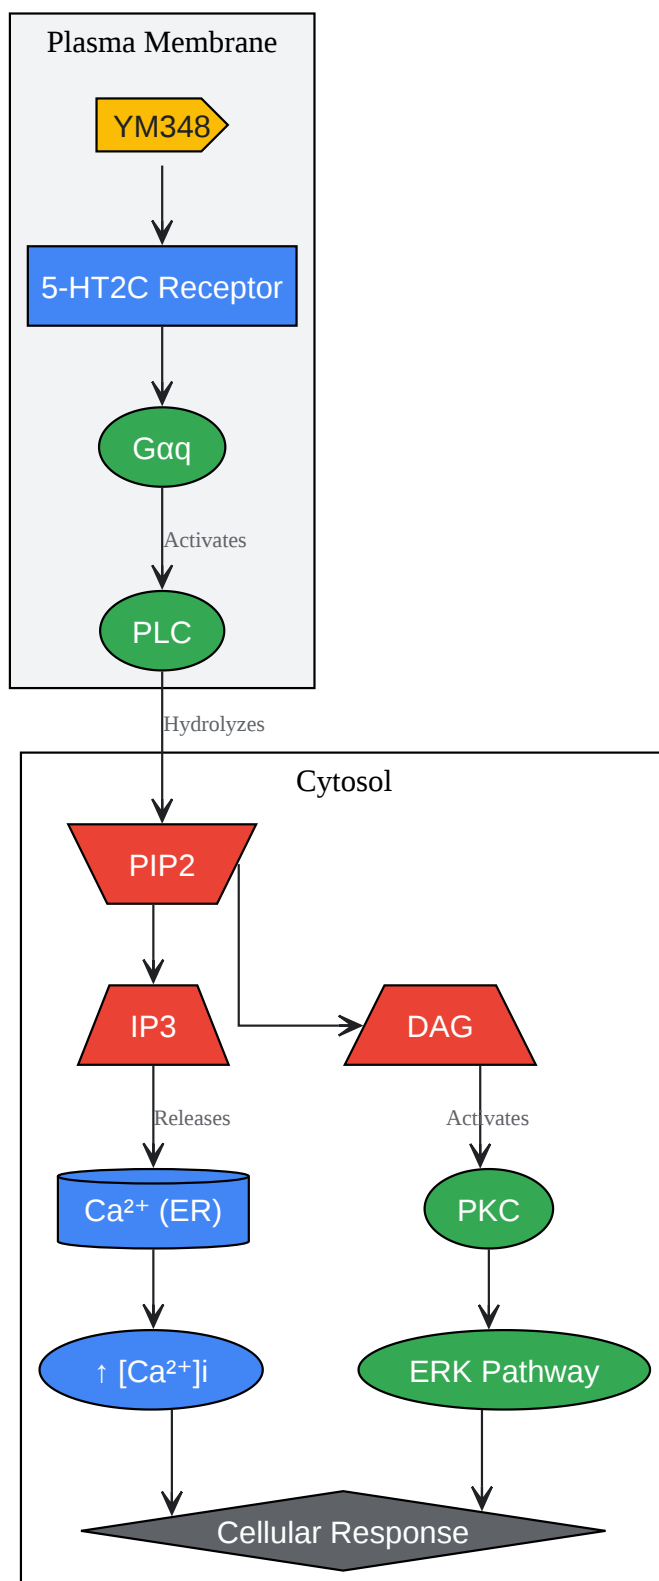 Plasma Membrane
YM348
5-HT2C Receptor
Gαq
Activates
PLC
Hydrolyzes
Cytosol
PIP2
IP3
DAG
Releases
Activates
Ca²⁺ (ER)
PKC
↑ [Ca²⁺]i
ERK Pathway
Cellular Response